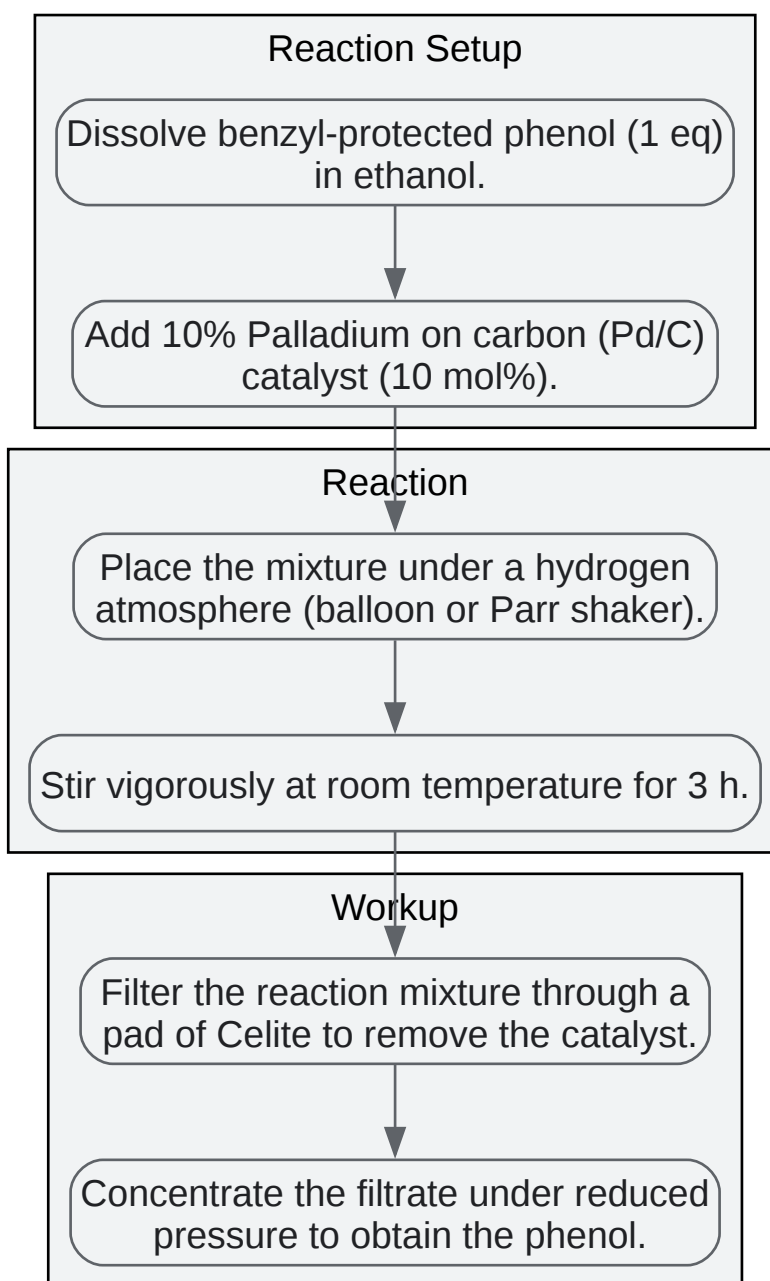 Reaction Setup
Dissolve benzyl-protected phenol (1 eq)
in ethanol.
Add 10% Palladium on carbon (Pd/C)
catalyst (10 mol%).
Reaction
Place the mixture under a hydrogen
atmosphere (balloon or Parr shaker).
Stir vigorously at room temperature for 3 h.
Workup
Filter the reaction mixture through a
pad of Celite to remove the catalyst.
Concentrate the filtrate under reduced
pressure to obtain the phenol.